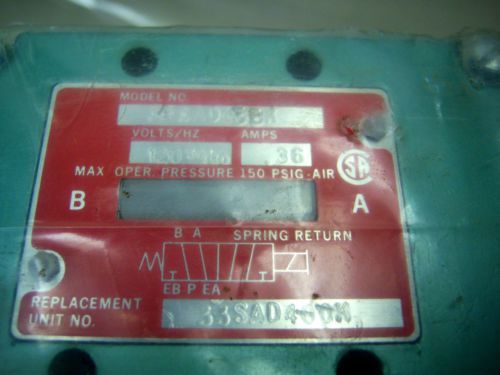 MODEL NO.
VOLTS/HZ AMPS
36
MAX. OPER. PRESSURE 150 PSIG-AIR
B A
B A SPRING RETURN
EB P EA
REPLACEMENT
UNIT NO.